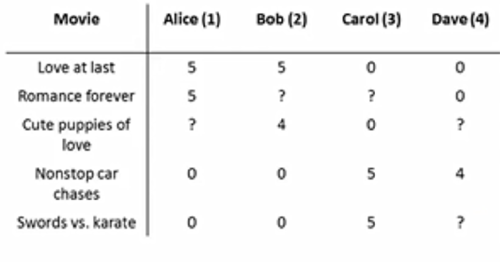 Movie Alice (1) Bob (2) Carol (3) Dave (4)
Love at last 5 5 0 0
Romance forever 5 ? ? 0
Cute puppies of love ? 4 0 ?
Nonstop car chases 0 0 5 4
Swords vs. karate 0 0 5 ?